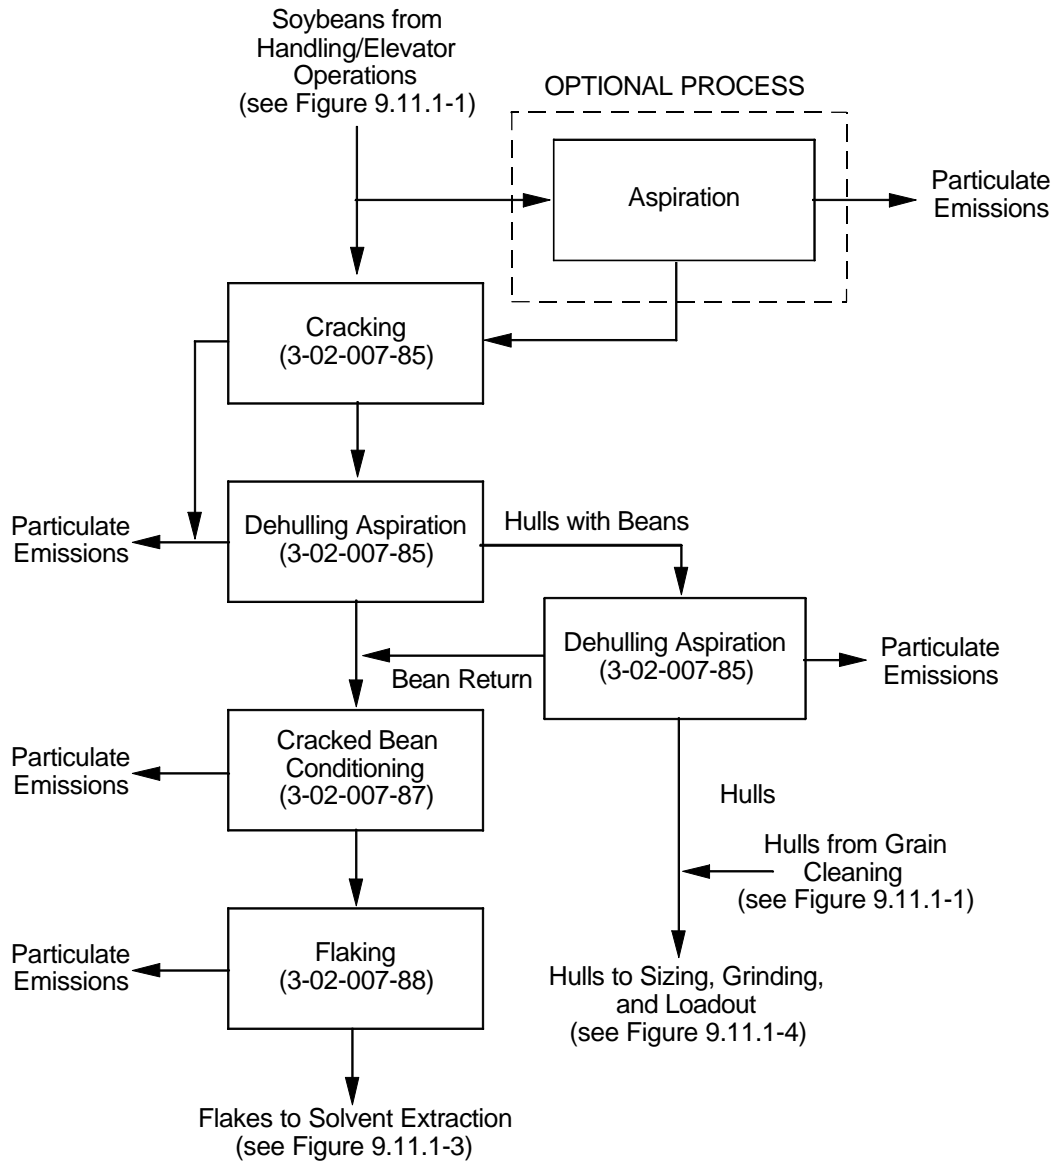 Soybeans from
Handling/Elevator
Operations
(see Figure 9.11.1-1)
OPTIONAL PROCESS
Aspiration
Particulate
Emissions
Cracking
(3-02-007-85)
Particulate
Emissions
Dehulling Aspiration
(3-02-007-85)
Hulls with Beans
Dehulling Aspiration
(3-02-007-85)
Particulate
Emissions
Bean Return
Particulate
Emissions
Cracked Bean
Conditioning
(3-02-007-87)
Hulls
Hulls from Grain
Cleaning
(see Figure 9.11.1-1)
Particulate
Emissions
Flaking
(3-02-007-88)
Hulls to Sizing, Grinding,
and Loadout
(see Figure 9.11.1-4)
Flakes to Solvent Extraction
(see Figure 9.11.1-3)